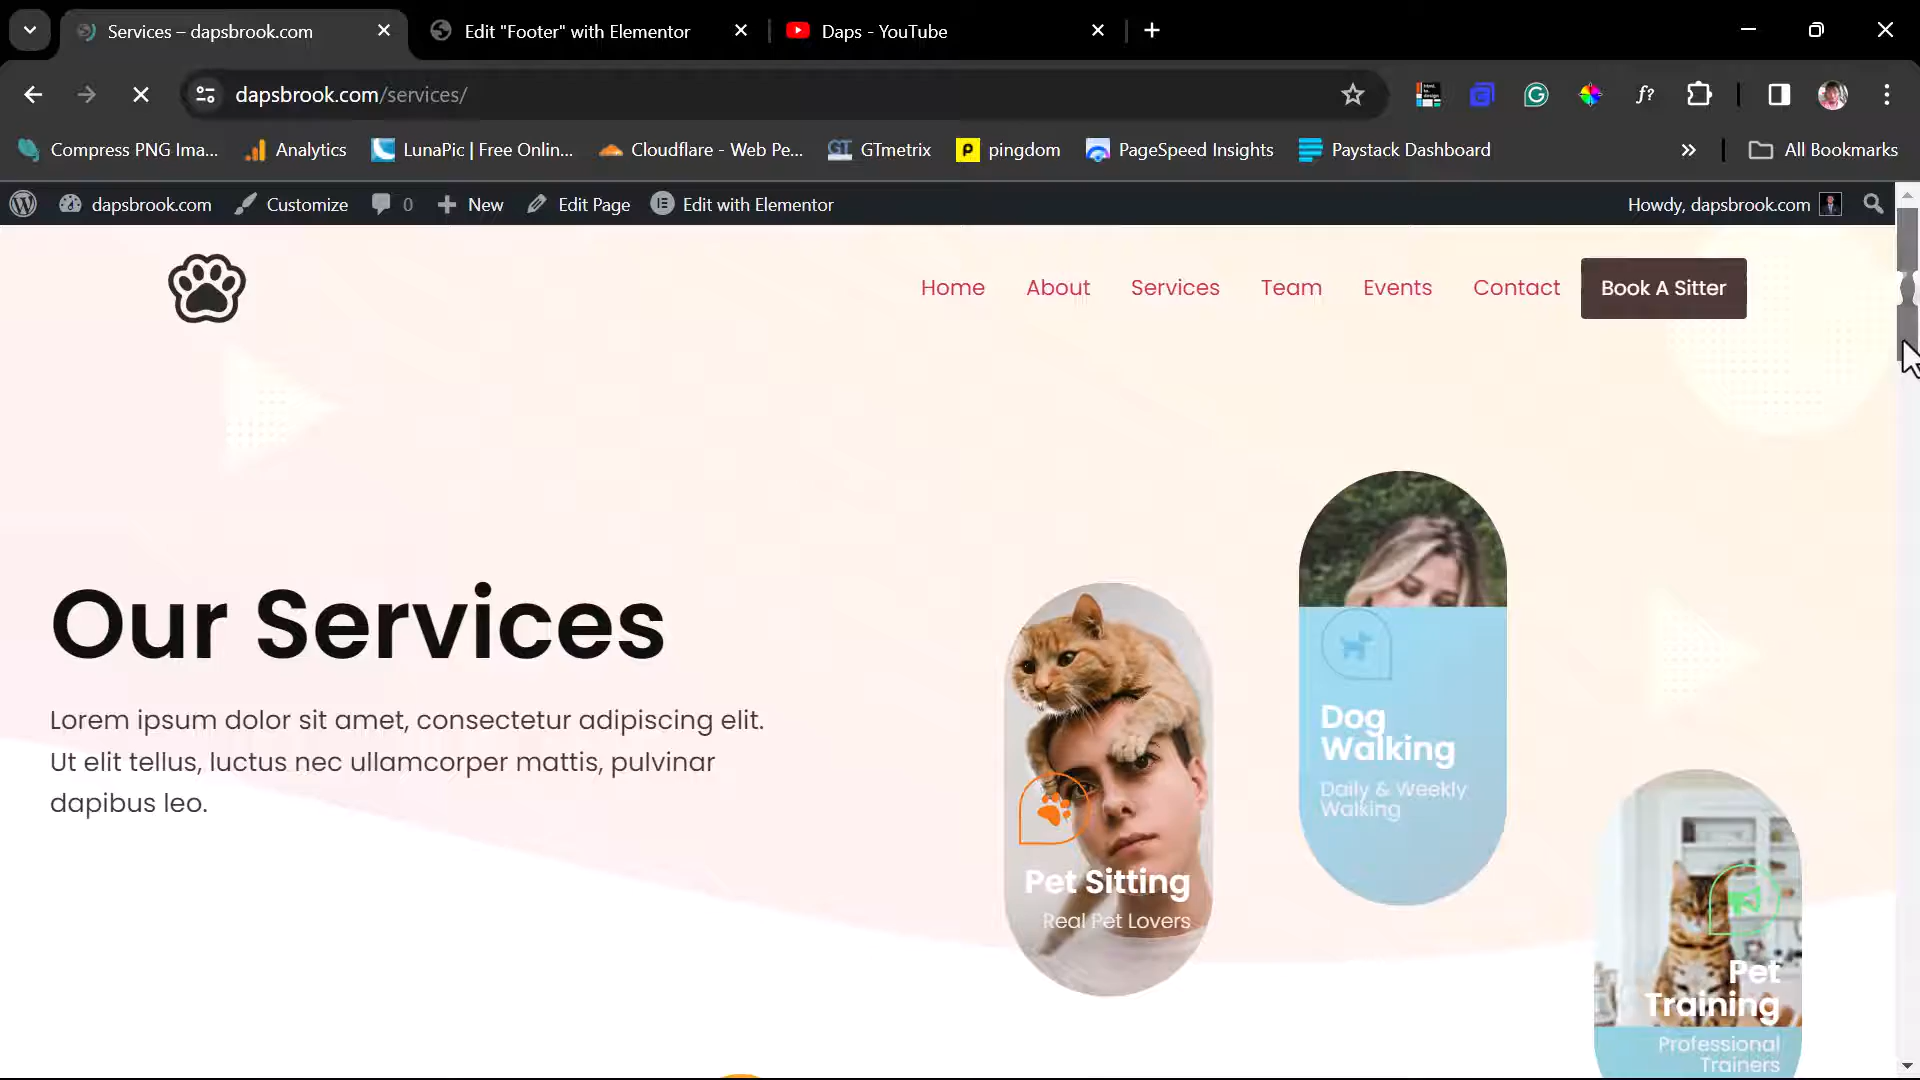 Services – dapsbrook.com
Edit "Footer" with Elementor
Daps - YouTube
dapsbrook.com/services/
f?
Compress PNG Ima...
Analytics
LunaPic | Free Onlin...
Cloudflare - Web Pe...
GT
GTmetrix
pingdom
PageSpeed Insights
Paystack Dashboard
All Bookmarks
dapsbrook.com
Customize
0
New
Edit Page
Edit with Elementor
Howdy, dapsbrook.com
Home
About
Services
Team
Events
Contact
Book A Sitter
Our Services
Lorem ipsum dolor sit amet, consectetur adipiscing elit.
Ut elit tellus, luctus nec ullamcorper mattis, pulvinar
dapibus leo.
Pet Sitting
Real Pet Lovers
Dog
Walking
Daily & Weekly
Walking
Pet
Training
Professional
Trainers